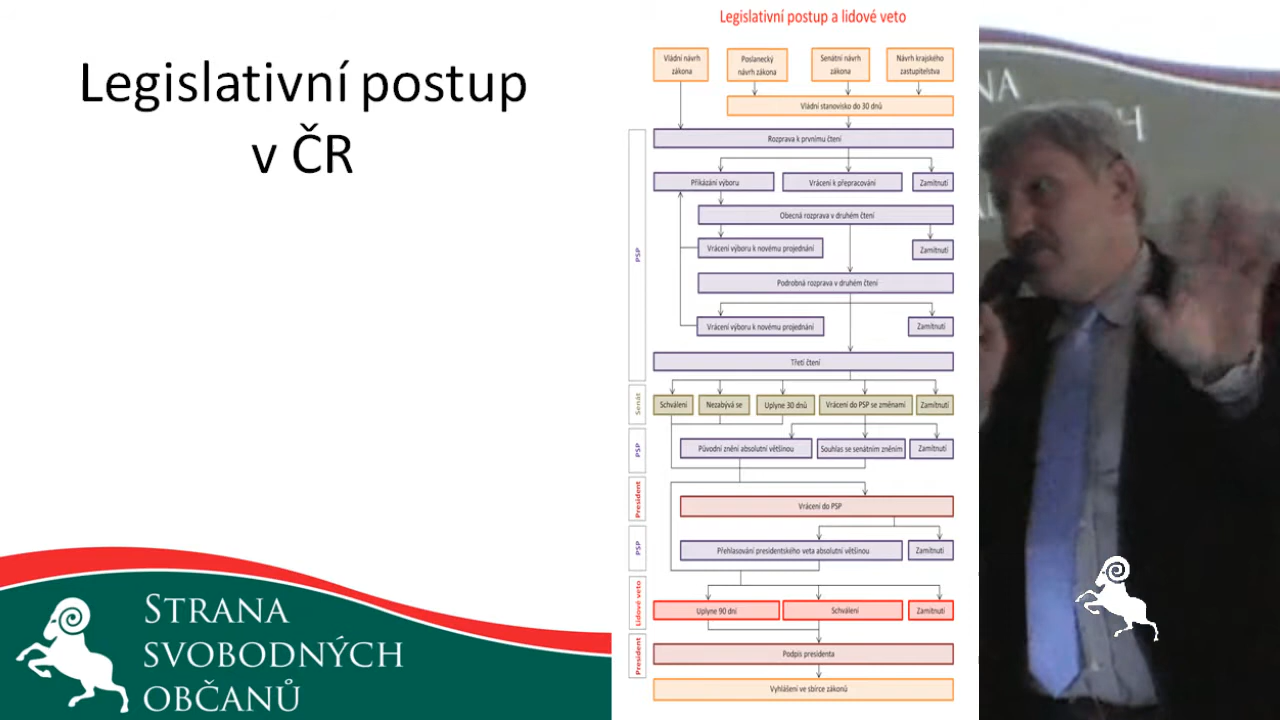 Legislativní postup
v ČR
STRANA
SVOBODNÝCH
OBČANŮ
Legislativní postup a lidové veto
Vládní návrh
zákona
Poslanecký
návrh zákona
Senátní návrh
zákona
Návrh krajského
zastupitelstva
Vládní stanovisko do 30 dnů
PSP
Rozprava k prvnímu čtení
Přikázání výboru
Vrácení k přepracování
Zamítnutí
Obecná rozprava v druhém čtení
Vrácení výboru k novému projednání
Zamítnutí
Podrobná rozprava v druhém čtení
Vrácení výboru k novému projednání
Zamítnutí
Třetí čtení
Senát
Schválení
Nezabývá se
Uplyne 30 dnů
Vrácení do PSP se změnami
Zamítnutí
PSP
Původní znění absolutní většinou
Souhlas se senátním zněním
Zamítnutí
President
Vrácení do PSP
PSP
Přehlasování presidentského veta absolutní většinou
Zamítnutí
Lidové veto
Uplyne 90 dní
Schválení
Zamítnutí
President
Podpis presidenta
Vyhlášení ve sbírce zákonů